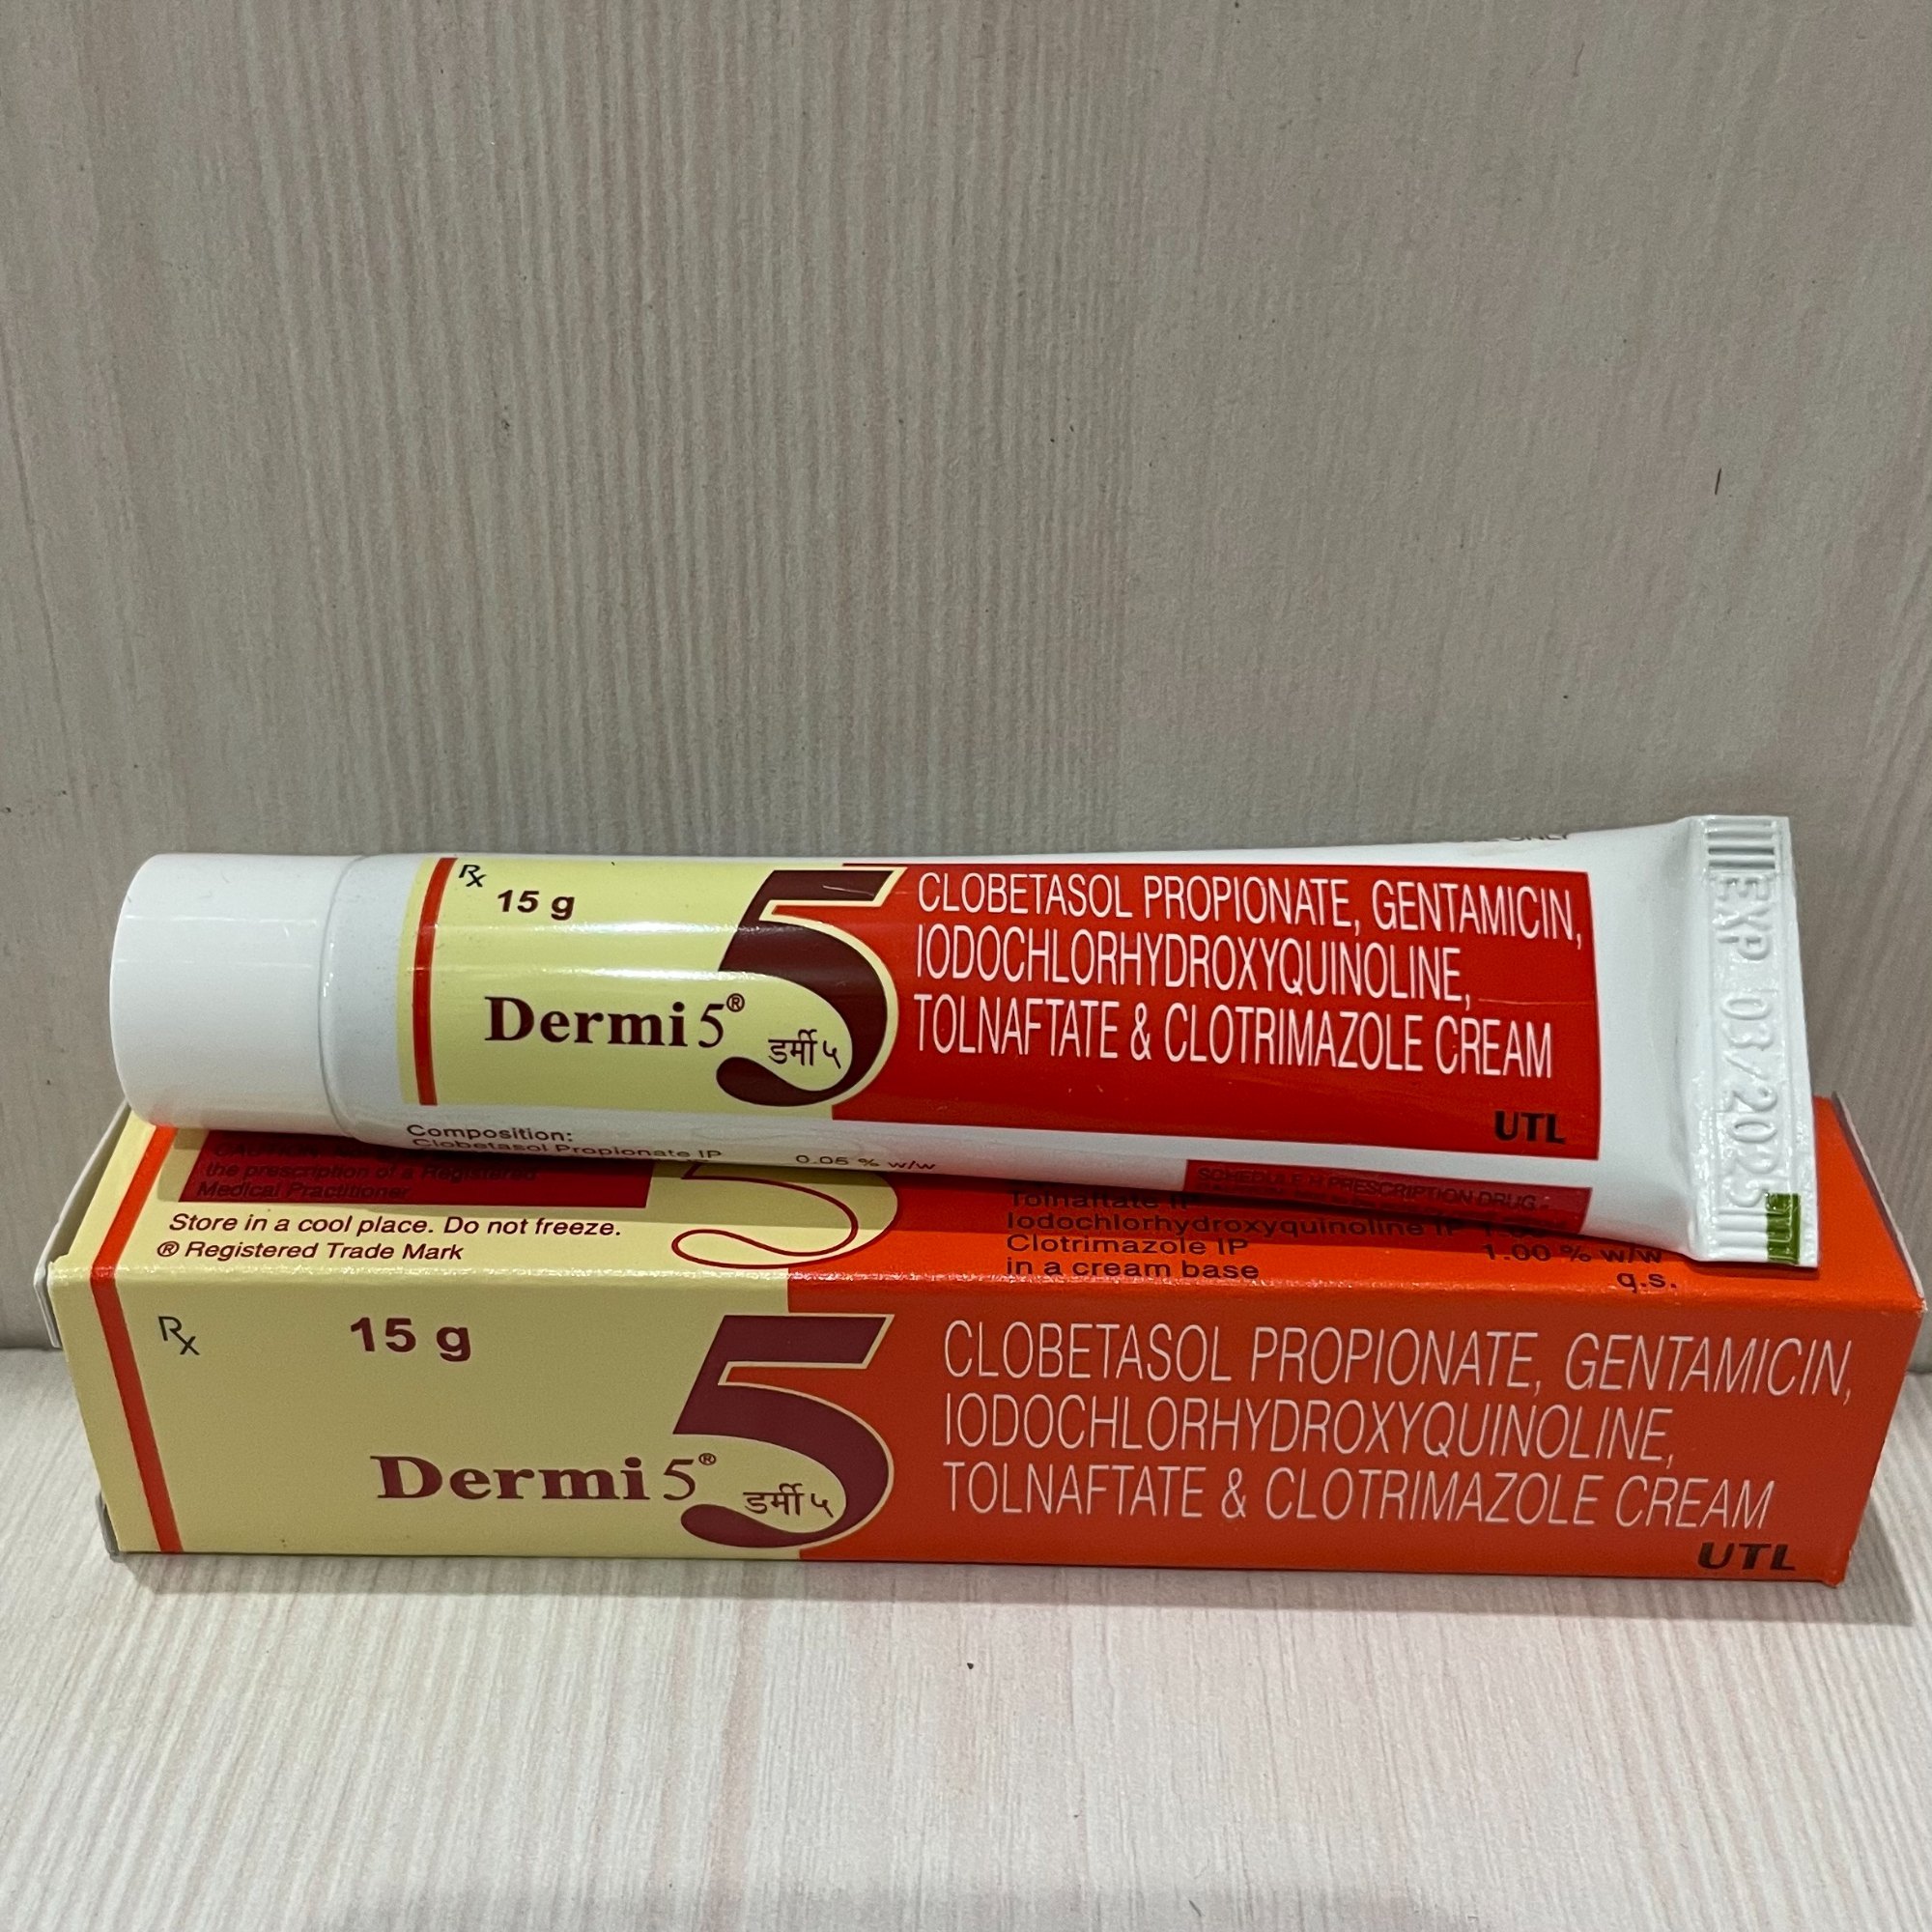 Rx
15 g
Dermi 5®
डर्मी ५
CLOBETASOL PROPIONATE, GENTAMICIN,
IODOCHLORHYDROXYQUINOLINE,
TOLNAFTATE & CLOTRIMAZOLE CREAM
UTL
EXP 03/2025
Composition:
Clobetasol Propionate IP 0.05 % w/w
SCHEDULE H PRESCRIPTION DRUG -
the prescription of a Registered
Medical Practitioner
Store in a cool place. Do not freeze.
® Registered Trade Mark
Tolnaftate IP
Iodochlorhydroxyquinoline IP
Clotrimazole IP 1.00 % w/w
in a cream base q.s.
Rx
15 g
Dermi 5®
डर्मी ५
CLOBETASOL PROPIONATE, GENTAMICIN,
IODOCHLORHYDROXYQUINOLINE,
TOLNAFTATE & CLOTRIMAZOLE CREAM
UTL